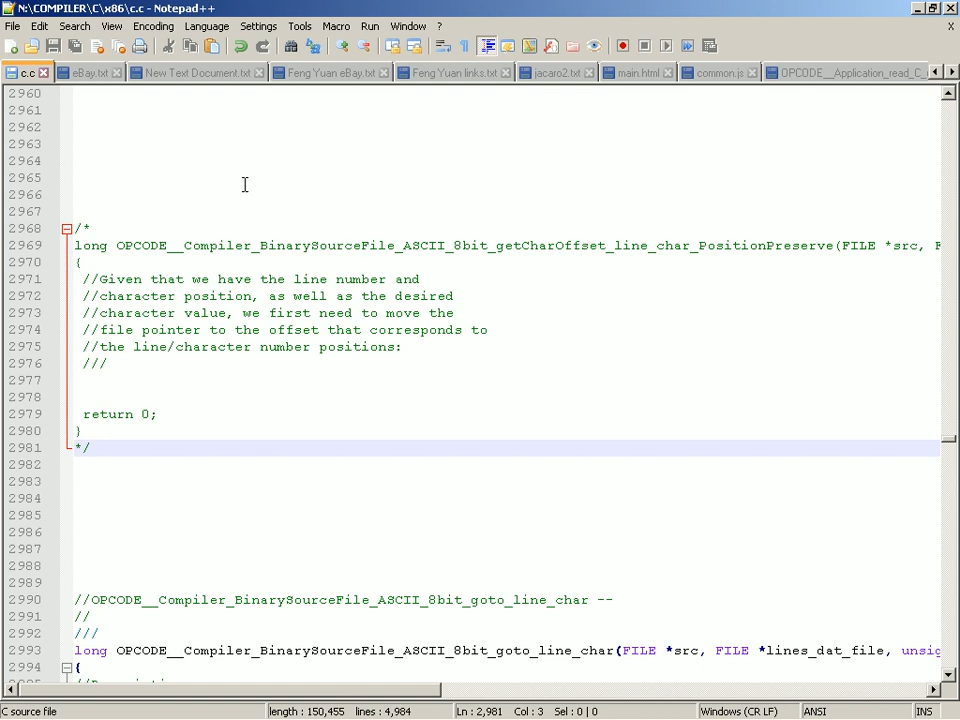 N:\COMPILER\C\x86\c.c - Notepad++
File Edit Search View Encoding Language Settings Tools Macro Run Window ?
X
c.c eBay.txt New Text Document.txt Feng Yuan eBay.txt Feng Yuan links.txt jacaro2.txt main.html common.js OPCODE__Application_read_C_
2960
2961
2962
2963
2964
2965
2966
2967
2968 /*
2969 long OPCODE__Compiler_BinarySourceFile_ASCII_8bit_getCharOffset_line_char_PositionPreserve(FILE *src, F
2970 {
2971 //Given that we have the line number and
2972 //character position, as well as the desired
2973 //character value, we first need to move the
2974 //file pointer to the offset that corresponds to
2975 //the line/character number positions:
2976 ///
2977
2978
2979 return 0;
2980 }
2981 */
2982
2983
2984
2985
2986
2987
2988
2989
2990 //OPCODE__Compiler_BinarySourceFile_ASCII_8bit_goto_line_char --
2991 //
2992 ///
2993 long OPCODE__Compiler_BinarySourceFile_ASCII_8bit_goto_line_char(FILE *src, FILE *lines_dat_file, unsig
2994 {
C source file length : 150,455 lines : 4,984 Ln : 2,981 Col : 3 Sel : 0 | 0 Windows (CR LF) ANSI INS